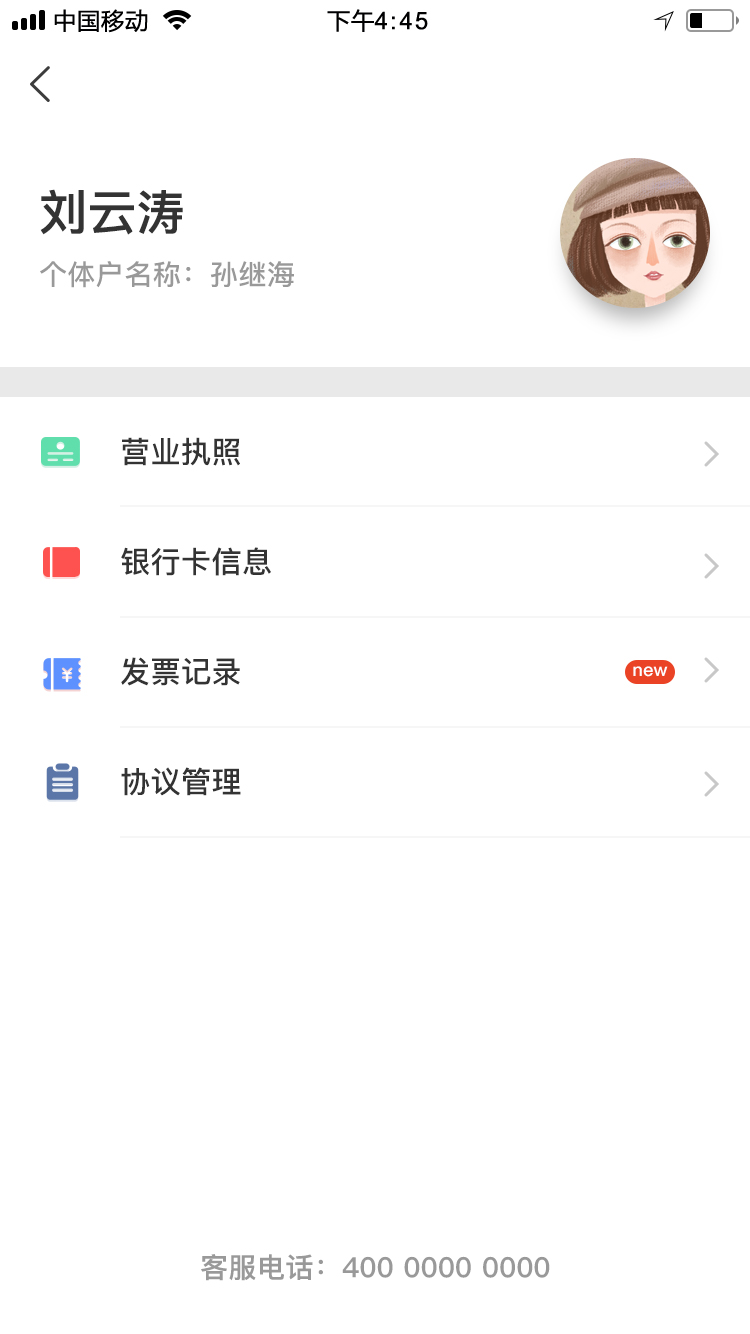 中国移动 下午4:45
刘云涛
个体户名称：孙继海
营业执照
银行卡信息
发票记录 new
协议管理
客服电话：400 0000 0000